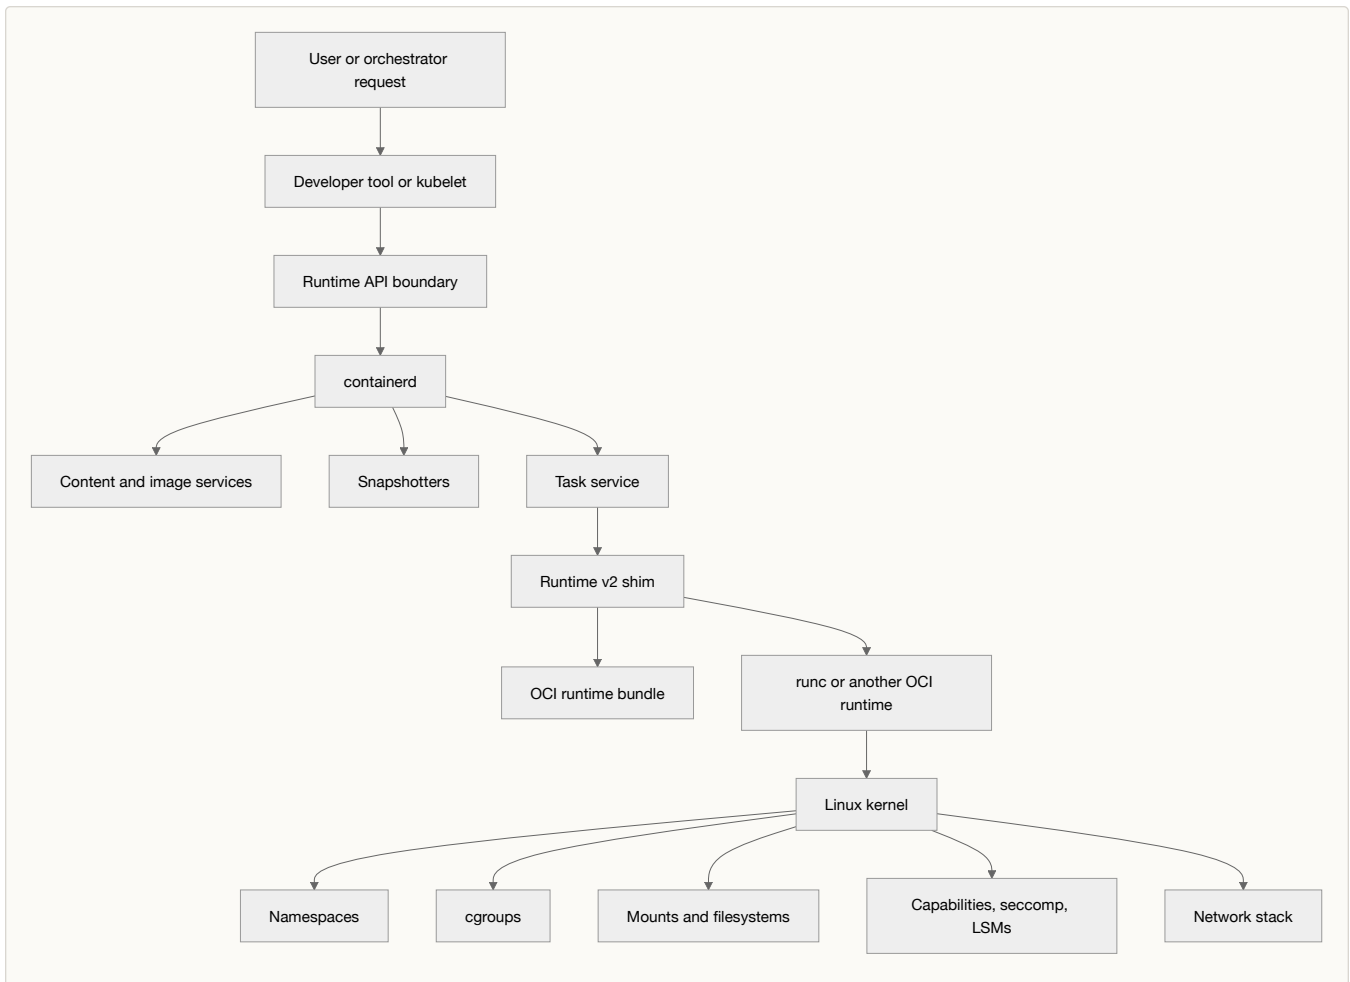 User or orchestrator
request
Developer tool or kubelet
Runtime API boundary
containerd
Content and image services
Snapshotters
Task service
Runtime v2 shim
OCI runtime bundle
runc or another OCI
runtime
Linux kernel
Namespaces
cgroups
Mounts and filesystems
Capabilities, seccomp,
LSMs
Network stack